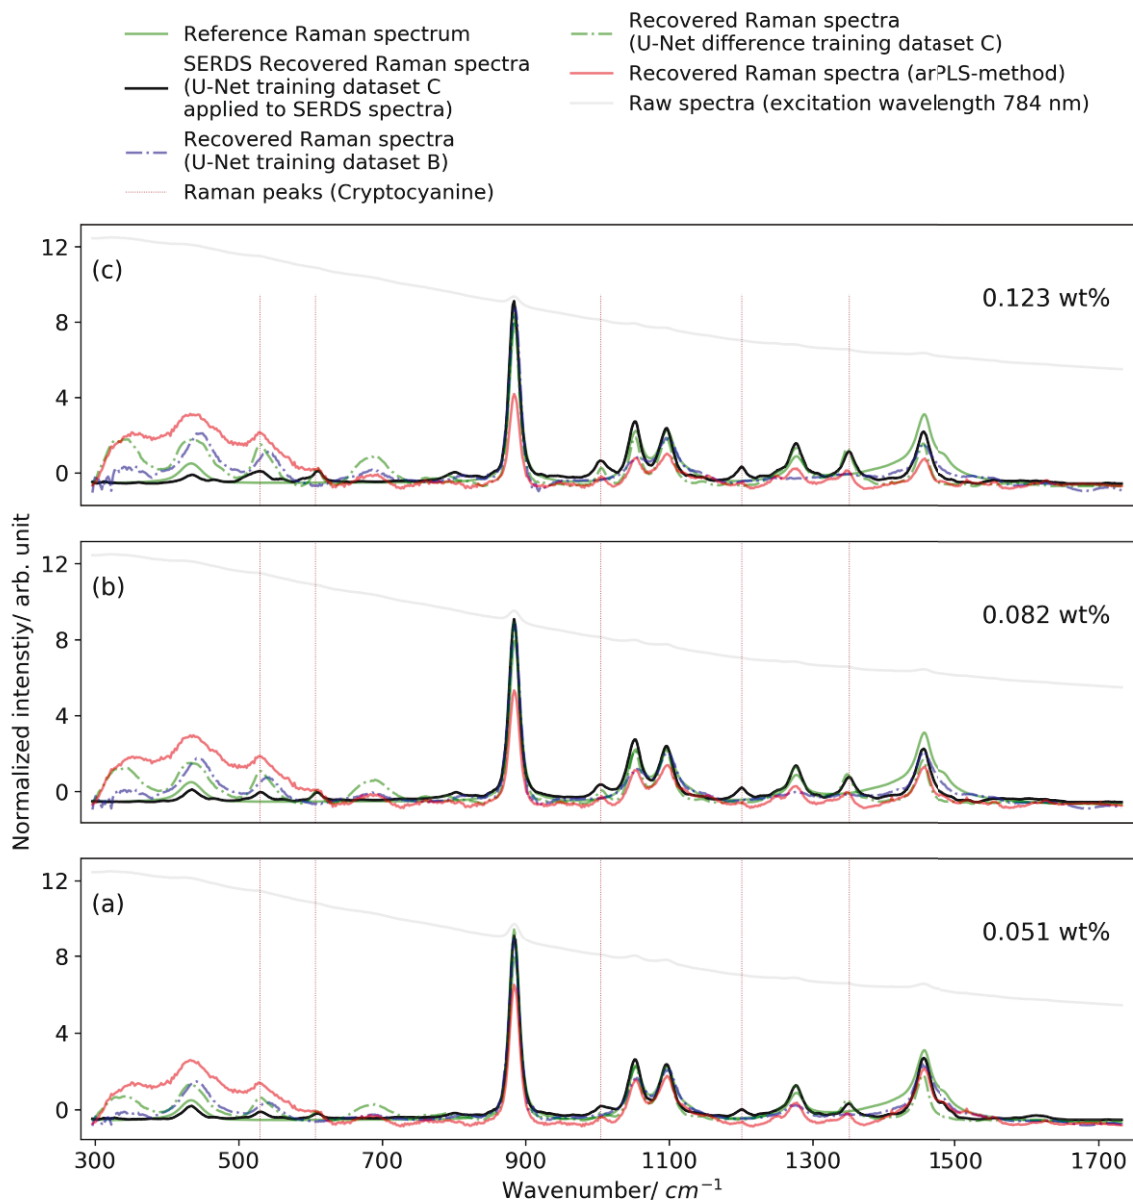 Reference Raman spectrum
SERDS Recovered Raman spectra
(U-Net training dataset C
applied to SERDS spectra)
Recovered Raman spectra
(U-Net training dataset B)
Raman peaks (Cryptocyanine)
Recovered Raman spectra
(U-Net difference training dataset C)
Recovered Raman spectra (arPLS-method)
Raw spectra (excitation wavelength 784 nm)
Normalized intenstiy/ arb. unit
12
8
4
0
(c)
0.123 wt%
12
8
4
0
(b)
0.082 wt%
12
8
4
0
(a)
0.051 wt%
300 500 700 900 1100 1300 1500 1700
Wavenumber/ cm⁻¹